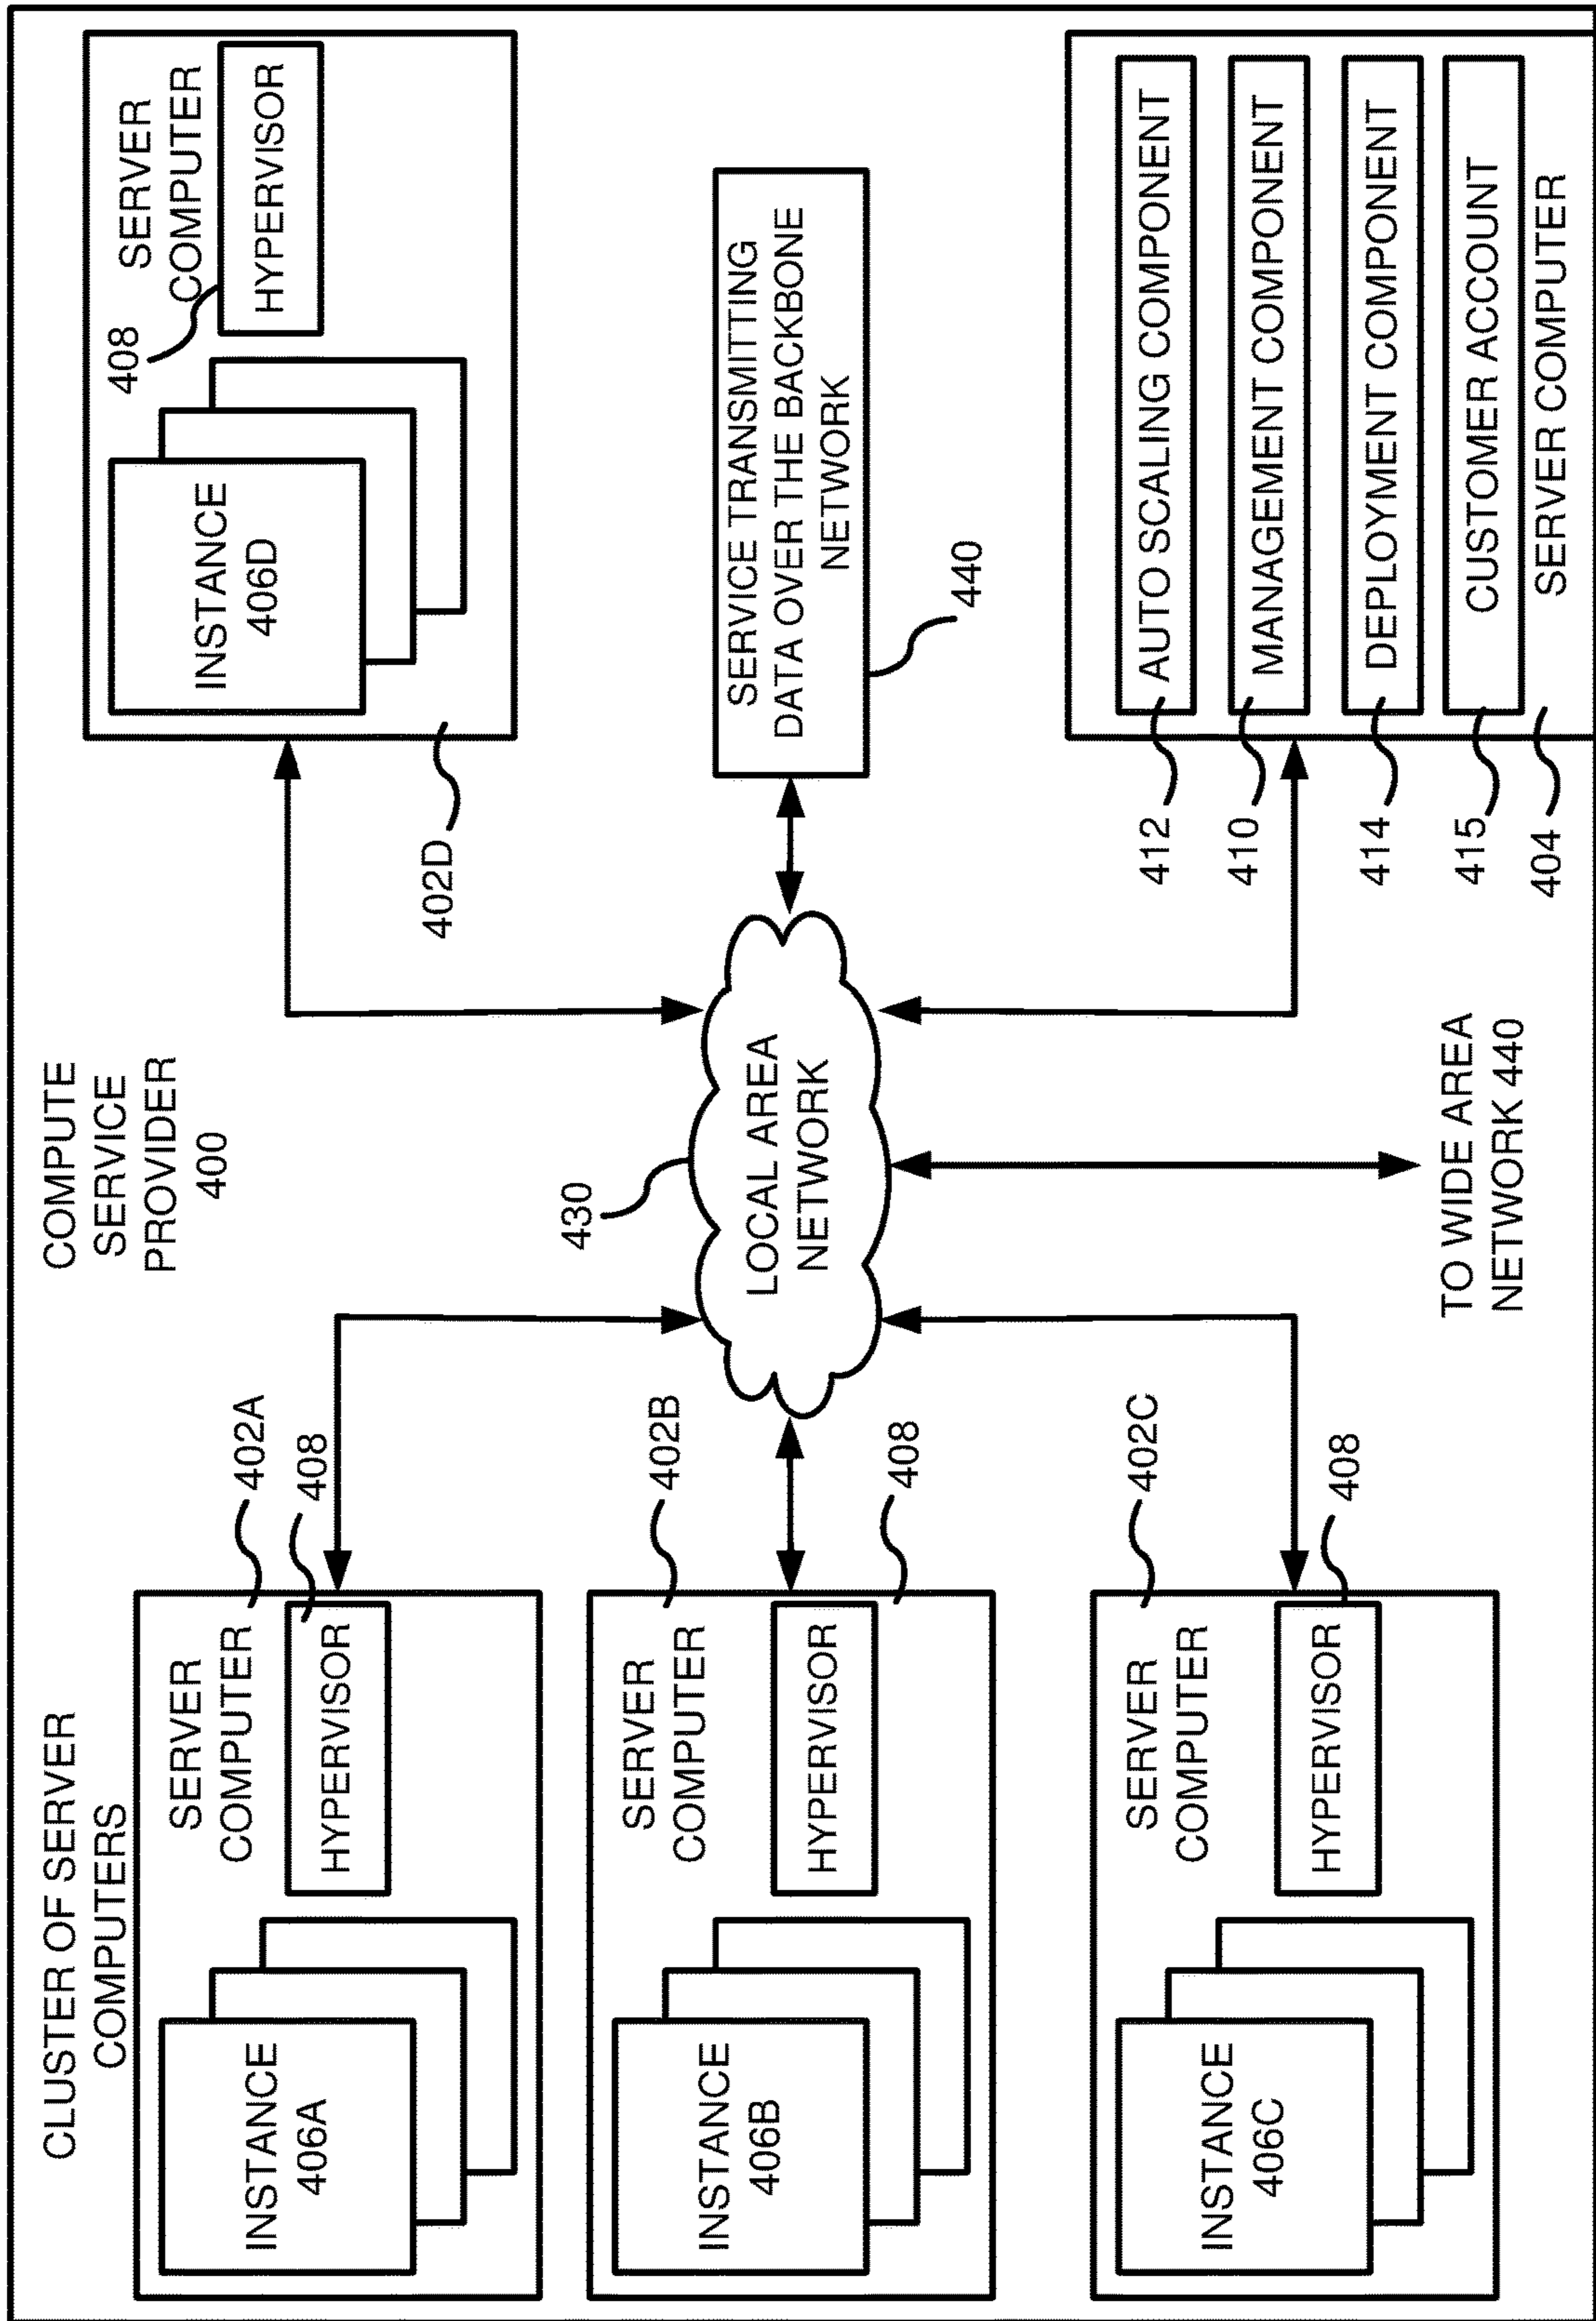 COMPUTE
SERVICE
PROVIDER
400
CLUSTER OF SERVER
COMPUTERS
402A
SERVER
COMPUTER
408
HYPERVISOR
INSTANCE
406A
402B
SERVER
COMPUTER
408
HYPERVISOR
INSTANCE
406B
402C
SERVER
COMPUTER
408
HYPERVISOR
INSTANCE
406C
430
LOCAL AREA
NETWORK
TO WIDE AREA
NETWORK 440
SERVER
COMPUTER
408
HYPERVISOR
INSTANCE
406D
402D
SERVICE TRANSMITTING
DATA OVER THE BACKBONE
NETWORK
440
412
AUTO SCALING COMPONENT
410
MANAGEMENT COMPONENT
414
DEPLOYMENT COMPONENT
415
CUSTOMER ACCOUNT
404
SERVER COMPUTER